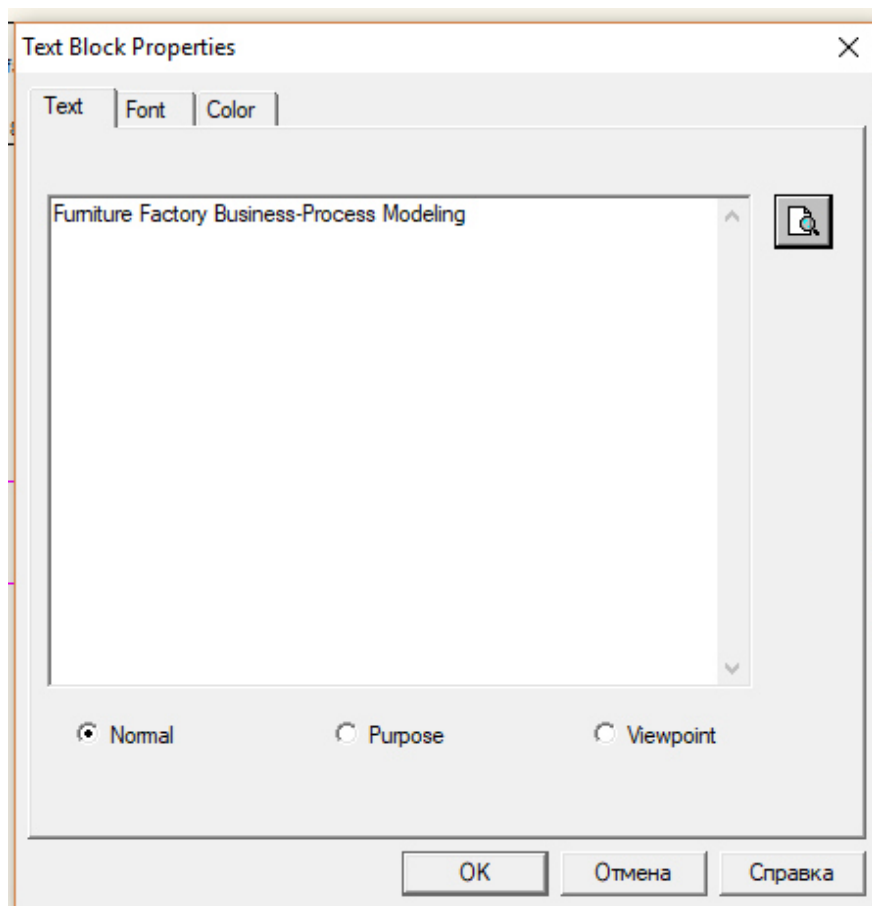 Text Block Properties
Text
Font
Color
Furniture Factory Business-Process Modeling
Normal
Purpose
Viewpoint
OK
Отмена
Справка